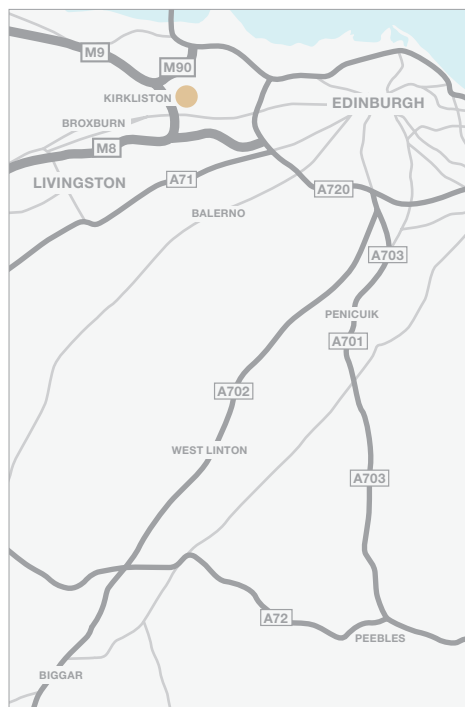 M9
M90
KIRKLISTON
EDINBURGH
BROXBURN
M8
A71
LIVINGSTON
A720
BALERNO
A703
PENICUIK
A701
A702
WEST LINTON
A703
A72
PEEBLES
BIGGAR